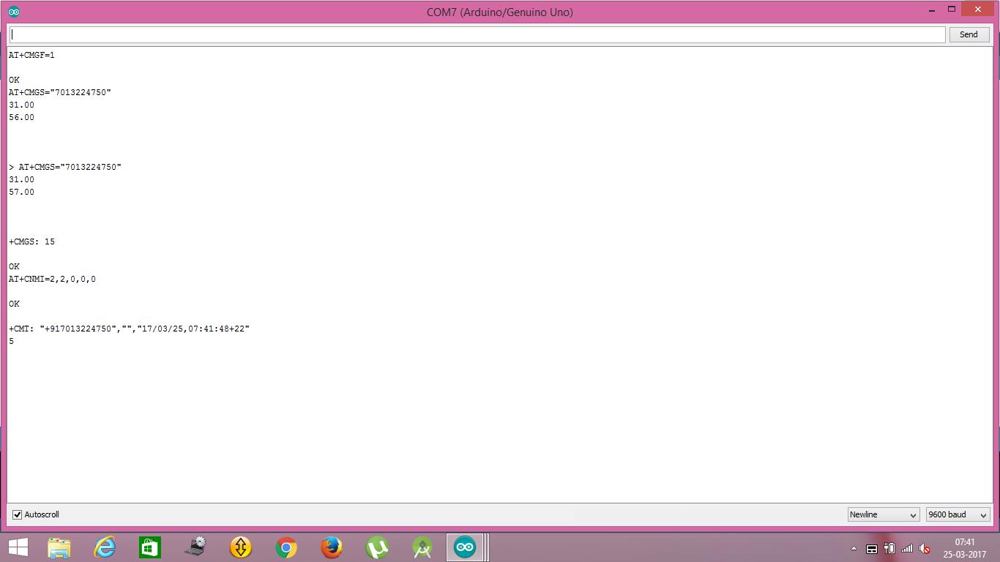 COM7 (Arduino/Genuino Uno)
Send
AT+CMGF=1
OK
AT+CMGS="7013224750"
31.00
56.00
> AT+CMGS="7013224750"
31.00
57.00
+CMGS: 15
OK
AT+CNMI=2,2,0,0,0
OK
+CMT: "+917013224750","","17/03/25,07:41:48+22"
5
Autoscroll
Newline
9600 baud
07:41
25-03-2017